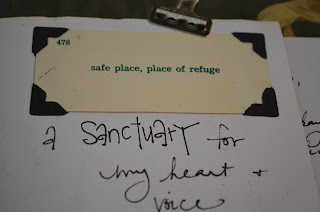 478
safe place, place of refuge
a sanctuary for
my heart +
voice